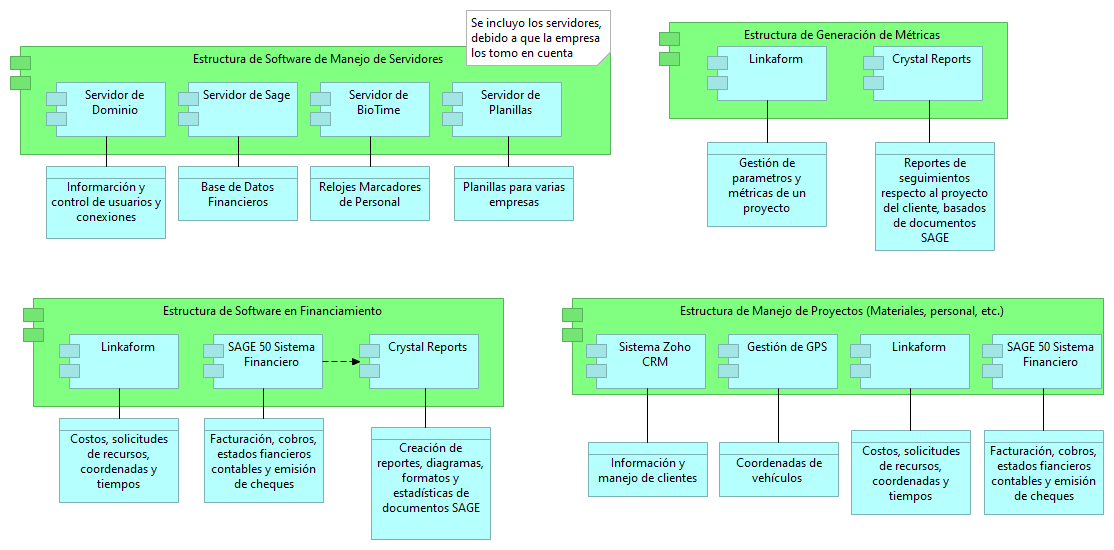 Se incluyo los servidores,
debido a que la empresa
los tomo en cuenta
Estructura de Software de Manejo de Servidores
Servidor de
Dominio
Servidor de Sage
Servidor de
BioTime
Servidor de
Planillas
Informarción y
control de usuarios y
conexiones
Base de Datos
Financieros
Relojes Marcadores
de Personal
Planillas para varias
empresas
Estructura de Generación de Métricas
Linkaform
Crystal Reports
Gestión de
parametros y
métricas de un
proyecto
Reportes de
seguimientos
respecto al proyecto
del cliente, basados
de documentos
SAGE
Estructura de Software en Financiamiento
Linkaform
SAGE 50 Sistema
Financiero
Crystal Reports
Costos, solicitudes
de recursos,
coordenadas y
tiempos
Facturación, cobros,
estados fiancieros
contables y emisión
de cheques
Creación de
reportes, diagramas,
formatos y
estadísticas de
documentos SAGE
Estructura de Manejo de Proyectos (Materiales, personal, etc.)
Sistema Zoho
CRM
Gestión de GPS
Linkaform
SAGE 50 Sistema
Financiero
Información y
manejo de clientes
Coordenadas de
vehículos
Costos, solicitudes
de recursos,
coordenadas y
tiempos
Facturación, cobros,
estados fiancieros
contables y emisión
de cheques